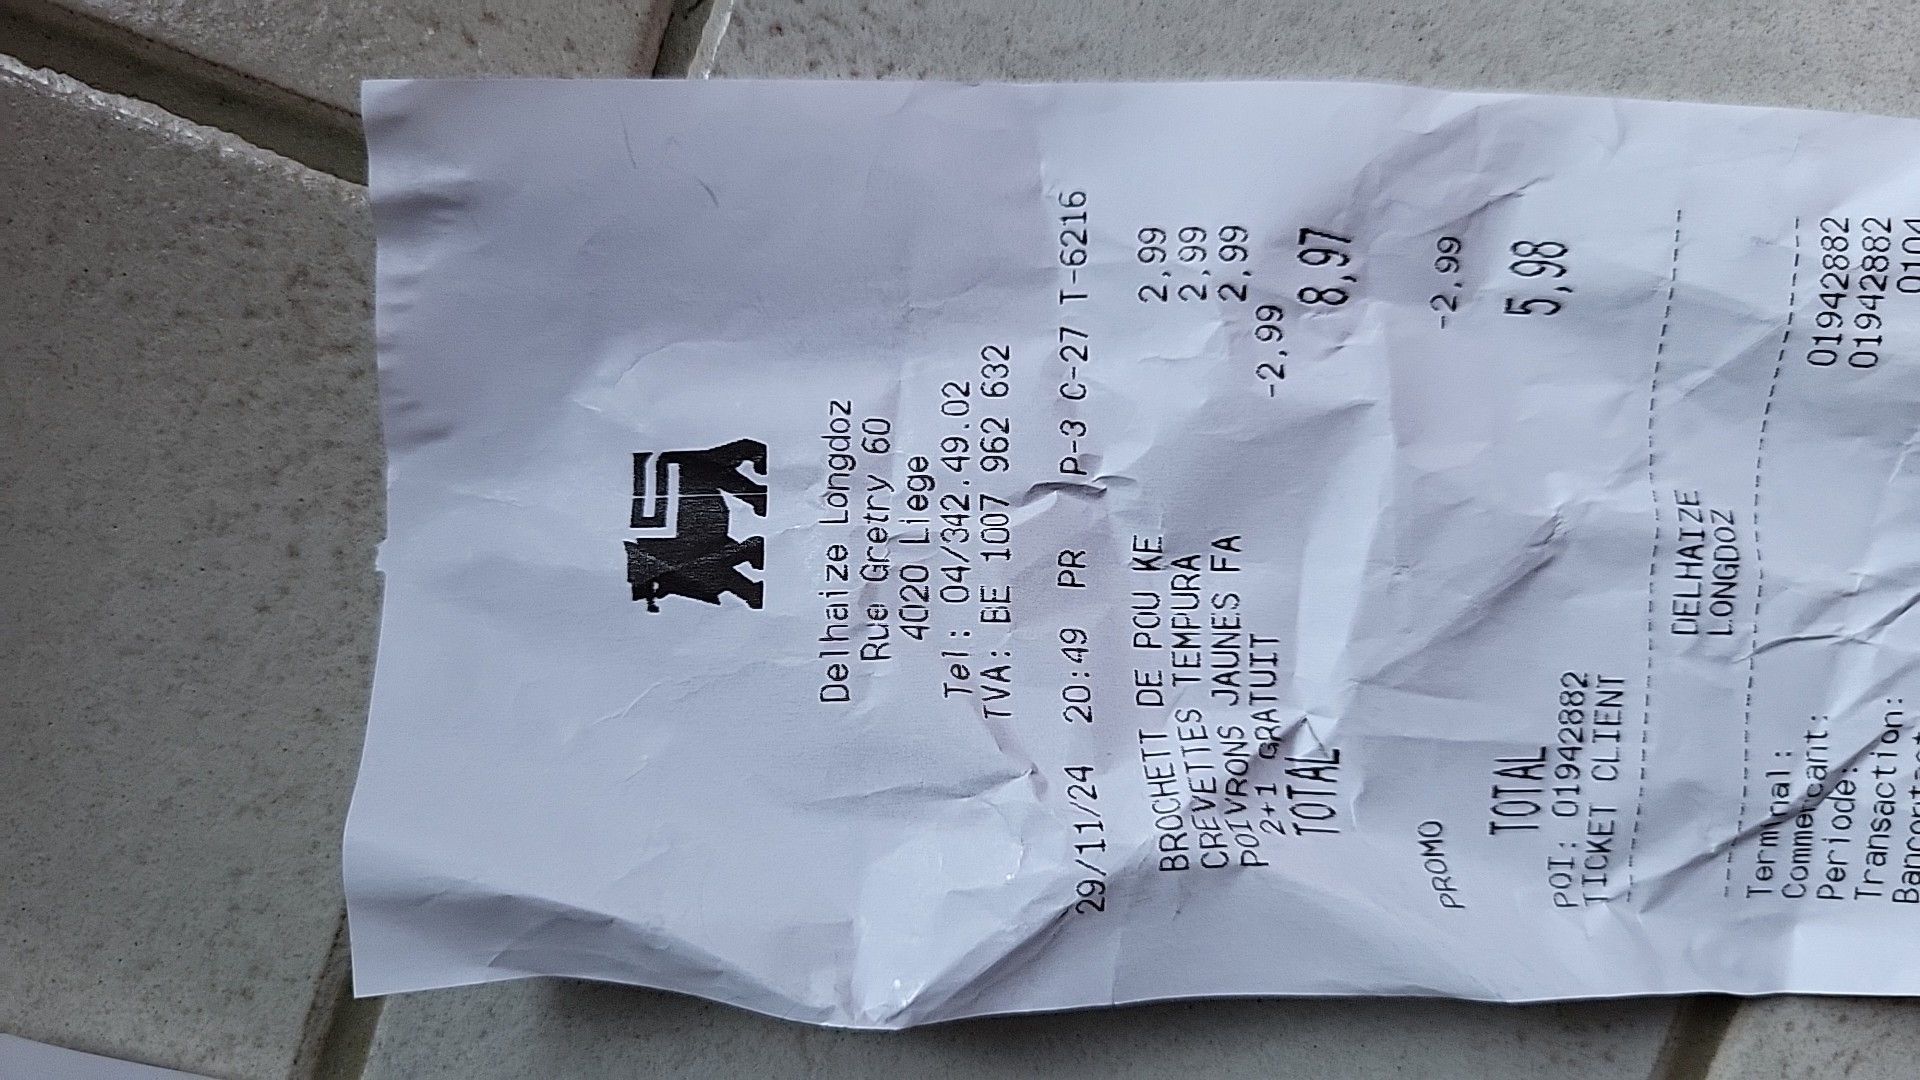 Delhaize Longdoz
Rue Gretry 60
4020 Liege
Tel: 04/342.49.02
TVA: BE 1007 962 632
29/11/24 20:49 PR P-3 C-27 T-6216
BROCHETT DE POU KE 2,99
CREVETTES TEMPURA 2,99
POIVRONS JAUNES FA 2,99
2+1 GRATUIT -2,99
TOTAL 8,97
PROMO -2,99
TOTAL 5,98
POI: 01942882
TICKET CLIENT
DELHAIZE
LONGDOZ
Terminal: 01942882
Commercant: 01942882
Periode: 0104
Transaction: